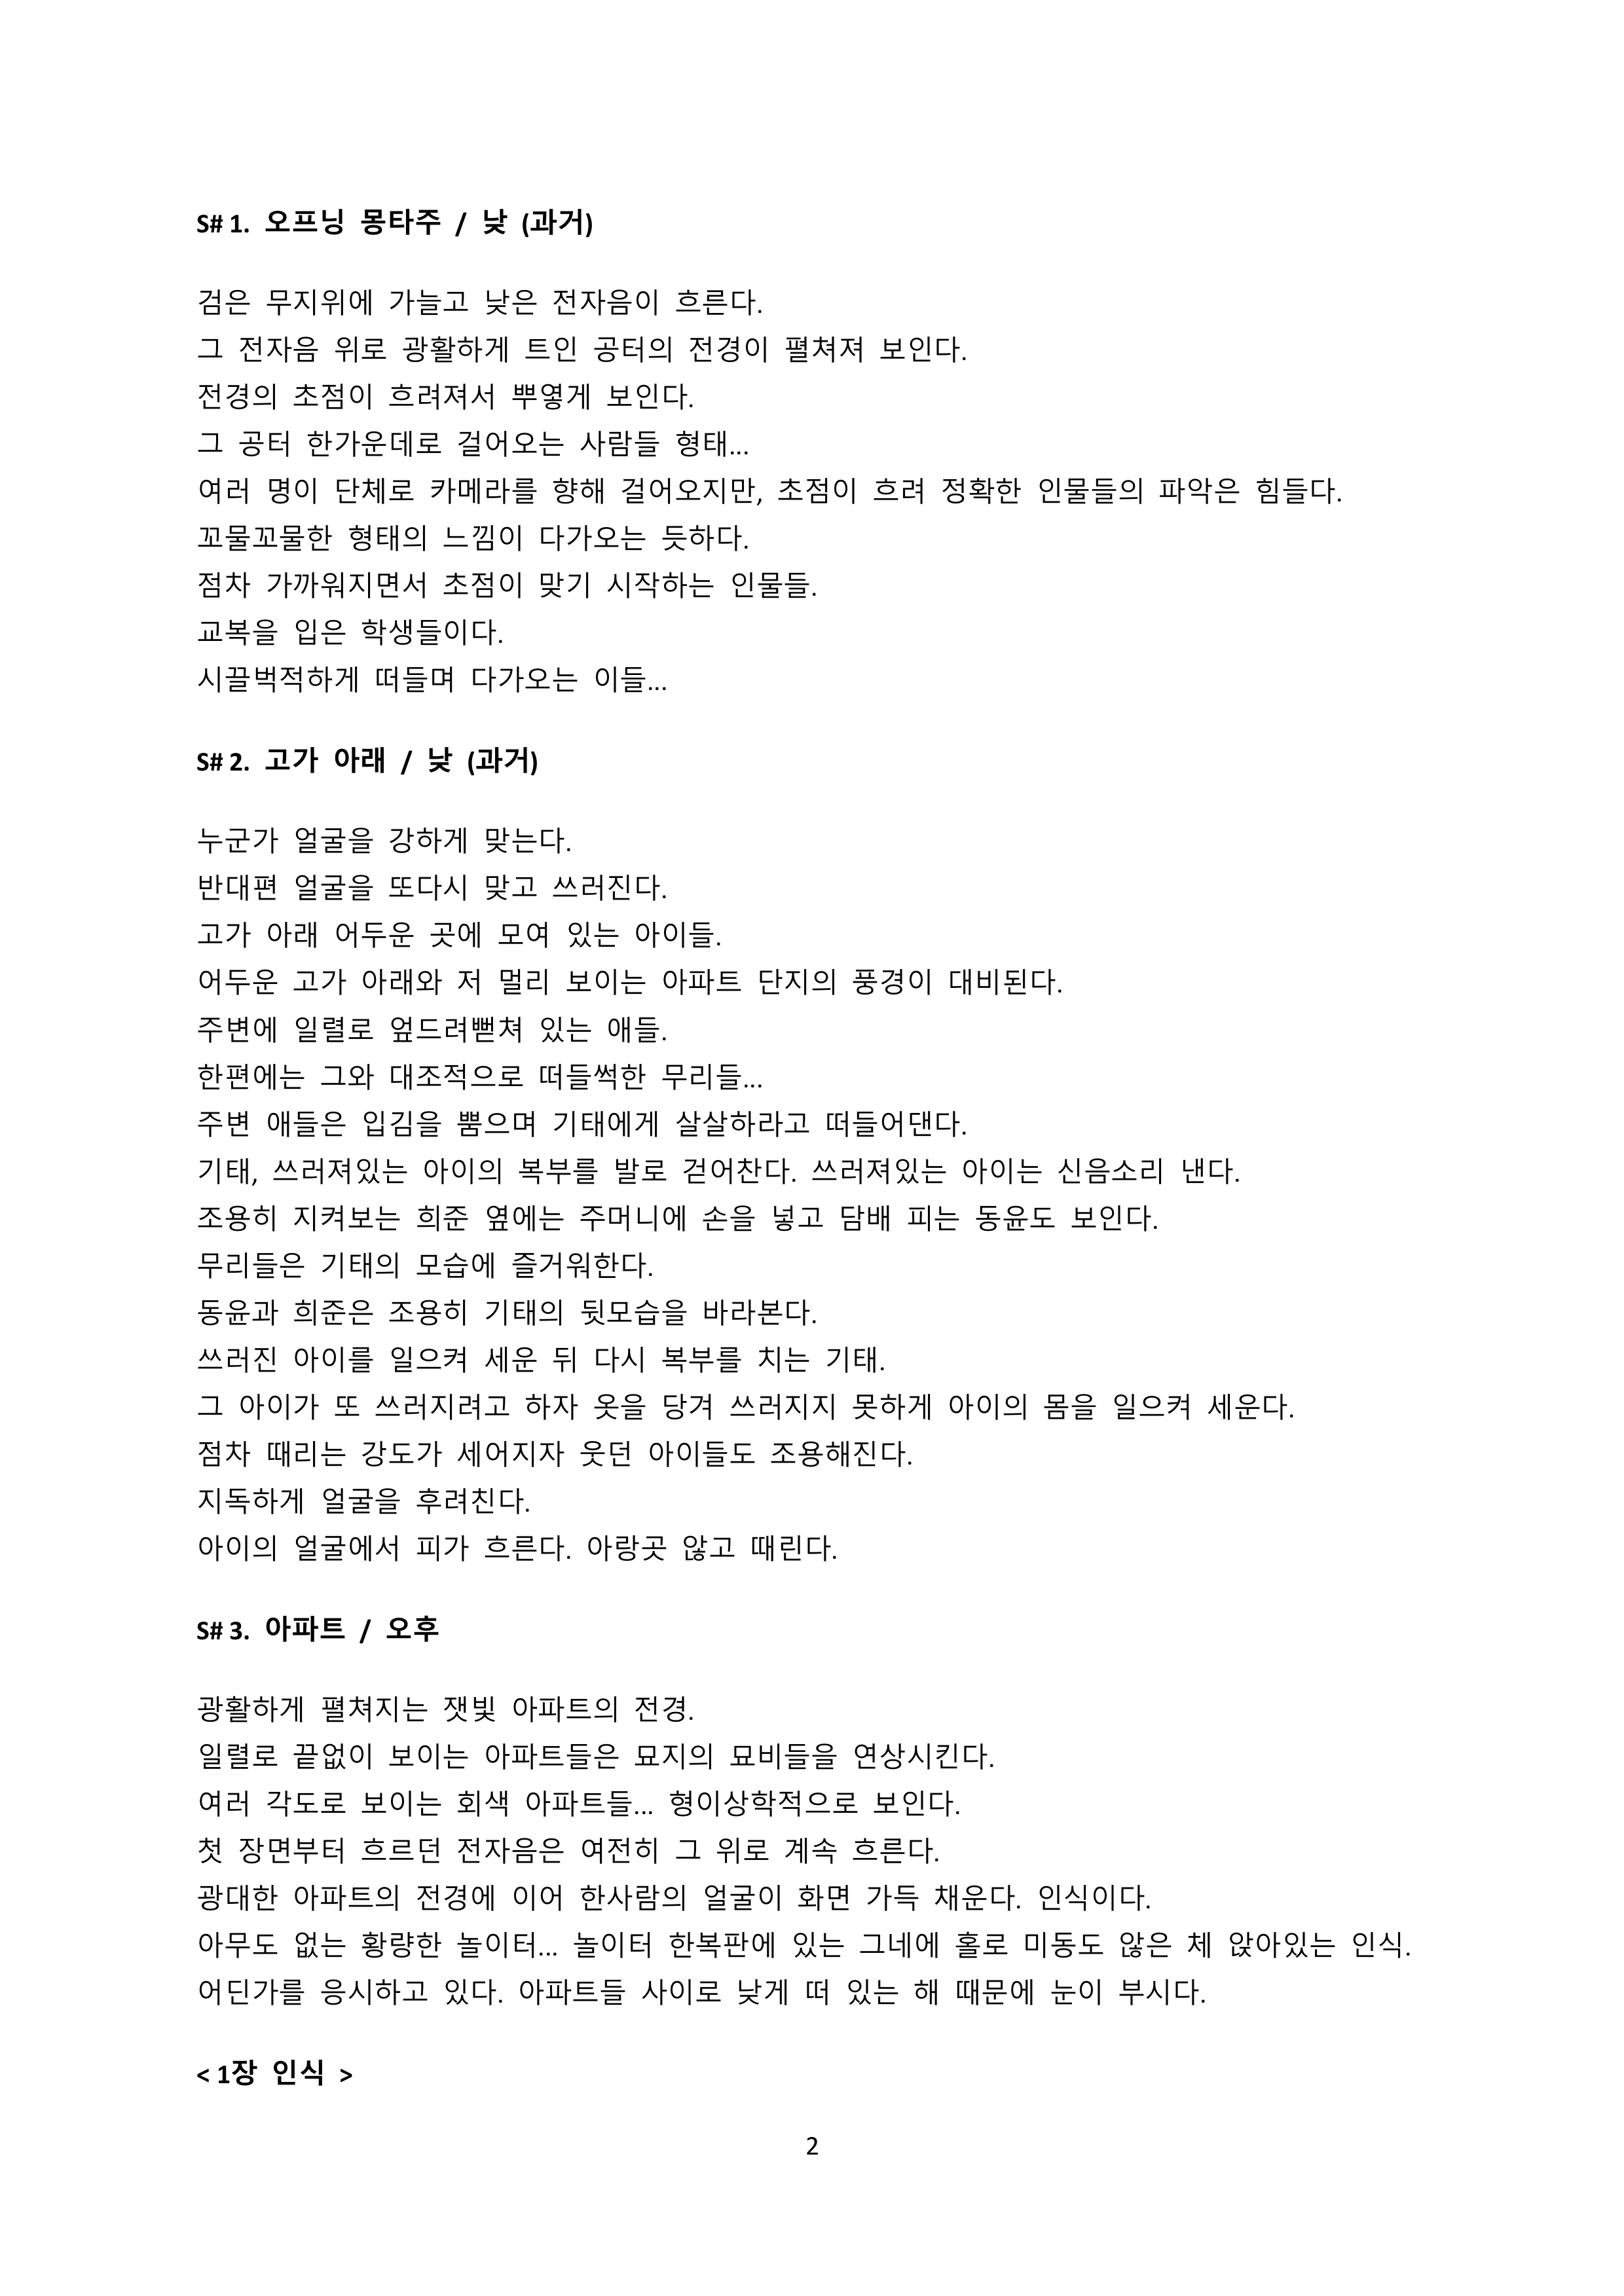 S# 1. 오프닝 몽타주 / 낮 (과거)
검은 무지위에 가늘고 낮은 전자음이 흐른다.
그 전자음 위로 광활하게 트인 공터의 전경이 펼쳐져 보인다.
전경의 초점이 흐려져서 뿌옇게 보인다.
그 공터 한가운데로 걸어오는 사람들 형태...
여러 명이 단체로 카메라를 향해 걸어오지만, 초점이 흐려 정확한 인물들의 파악은 힘들다.
꼬물꼬물한 형태의 느낌이 다가오는 듯하다.
점차 가까워지면서 초점이 맞기 시작하는 인물들.
교복을 입은 학생들이다.
시끌벅적하게 떠들며 다가오는 이들...
S# 2. 고가 아래 / 낮 (과거)
누군가 얼굴을 강하게 맞는다.
반대편 얼굴을 또다시 맞고 쓰러진다.
고가 아래 어두운 곳에 모여 있는 아이들.
어두운 고가 아래와 저 멀리 보이는 아파트 단지의 풍경이 대비된다.
주변에 일렬로 엎드려뻗쳐 있는 애들.
한편에는 그와 대조적으로 떠들썩한 무리들...
주변 애들은 입김을 뿜으며 기태에게 살살하라고 떠들어댄다.
기태, 쓰러져있는 아이의 복부를 발로 걷어찬다. 쓰러져있는 아이는 신음소리 낸다.
조용히 지켜보는 희준 옆에는 주머니에 손을 넣고 담배 피는 동윤도 보인다.
무리들은 기태의 모습에 즐거워한다.
동윤과 희준은 조용히 기태의 뒷모습을 바라본다.
쓰러진 아이를 일으켜 세운 뒤 다시 복부를 치는 기태.
그 아이가 또 쓰러지려고 하자 옷을 당겨 쓰러지지 못하게 아이의 몸을 일으켜 세운다.
점차 때리는 강도가 세어지자 웃던 아이들도 조용해진다.
지독하게 얼굴을 후려친다.
아이의 얼굴에서 피가 흐른다. 아랑곳 않고 때린다.
S# 3. 아파트 / 오후
광활하게 펼쳐지는 잿빛 아파트의 전경.
일렬로 끝없이 보이는 아파트들은 묘지의 묘비들을 연상시킨다.
여러 각도로 보이는 회색 아파트들... 형이상학적으로 보인다.
첫 장면부터 흐르던 전자음은 여전히 그 위로 계속 흐른다.
광대한 아파트의 전경에 이어 한사람의 얼굴이 화면 가득 채운다. 인식이다.
아무도 없는 황량한 놀이터... 놀이터 한복판에 있는 그네에 홀로 미동도 않은 체 앉아있는 인식.
어딘가를 응시하고 있다. 아파트들 사이로 낮게 떠 있는 해 때문에 눈이 부시다.
< 1장 인식 >
2